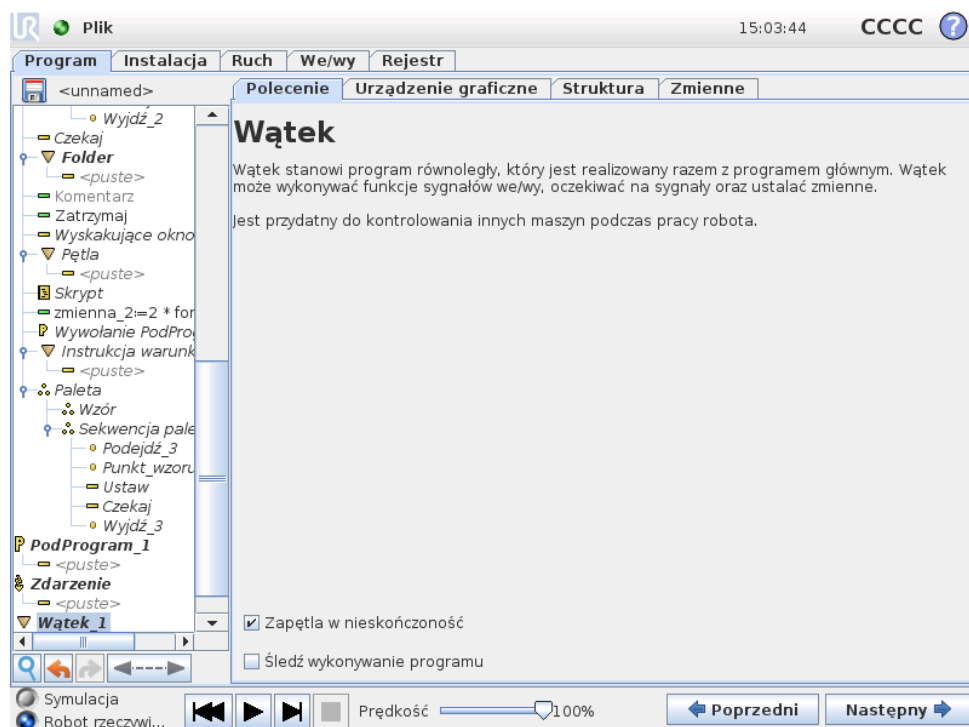 UR Plik 15:03:44 CCCC ?
Program Instalacja Ruch We/wy Rejestr
<unnamed>
Polecenie Urządzenie graficzne Struktura Zmienne
Wyjdź_2
Czekaj
Folder
<puste>
Komentarz
Zatrzymaj
Wyskakujące okno
Pętla
<puste>
Skrypt
zmienna_2≔2 * for
P Wywołanie PodPro
Instrukcja warunk
<puste>
Paleta
Wzór
Sekwencja pale
Podejdź_3
Punkt_wzoru
Ustaw
Czekaj
Wyjdź_3
P PodProgram_1
<puste>
Zdarzenie
<puste>
Wątek_1
Wątek
Wątek stanowi program równoległy, który jest realizowany razem z programem głównym. Wątek
może wykonywać funkcje sygnałów we/wy, oczekiwać na sygnały oraz ustalać zmienne.
Jest przydatny do kontrolowania innych maszyn podczas pracy robota.
Zapętla w nieskończoność
Śledź wykonywanie programu
Symulacja
Robot rzeczywi...
Prędkość 100%
Poprzedni Następny